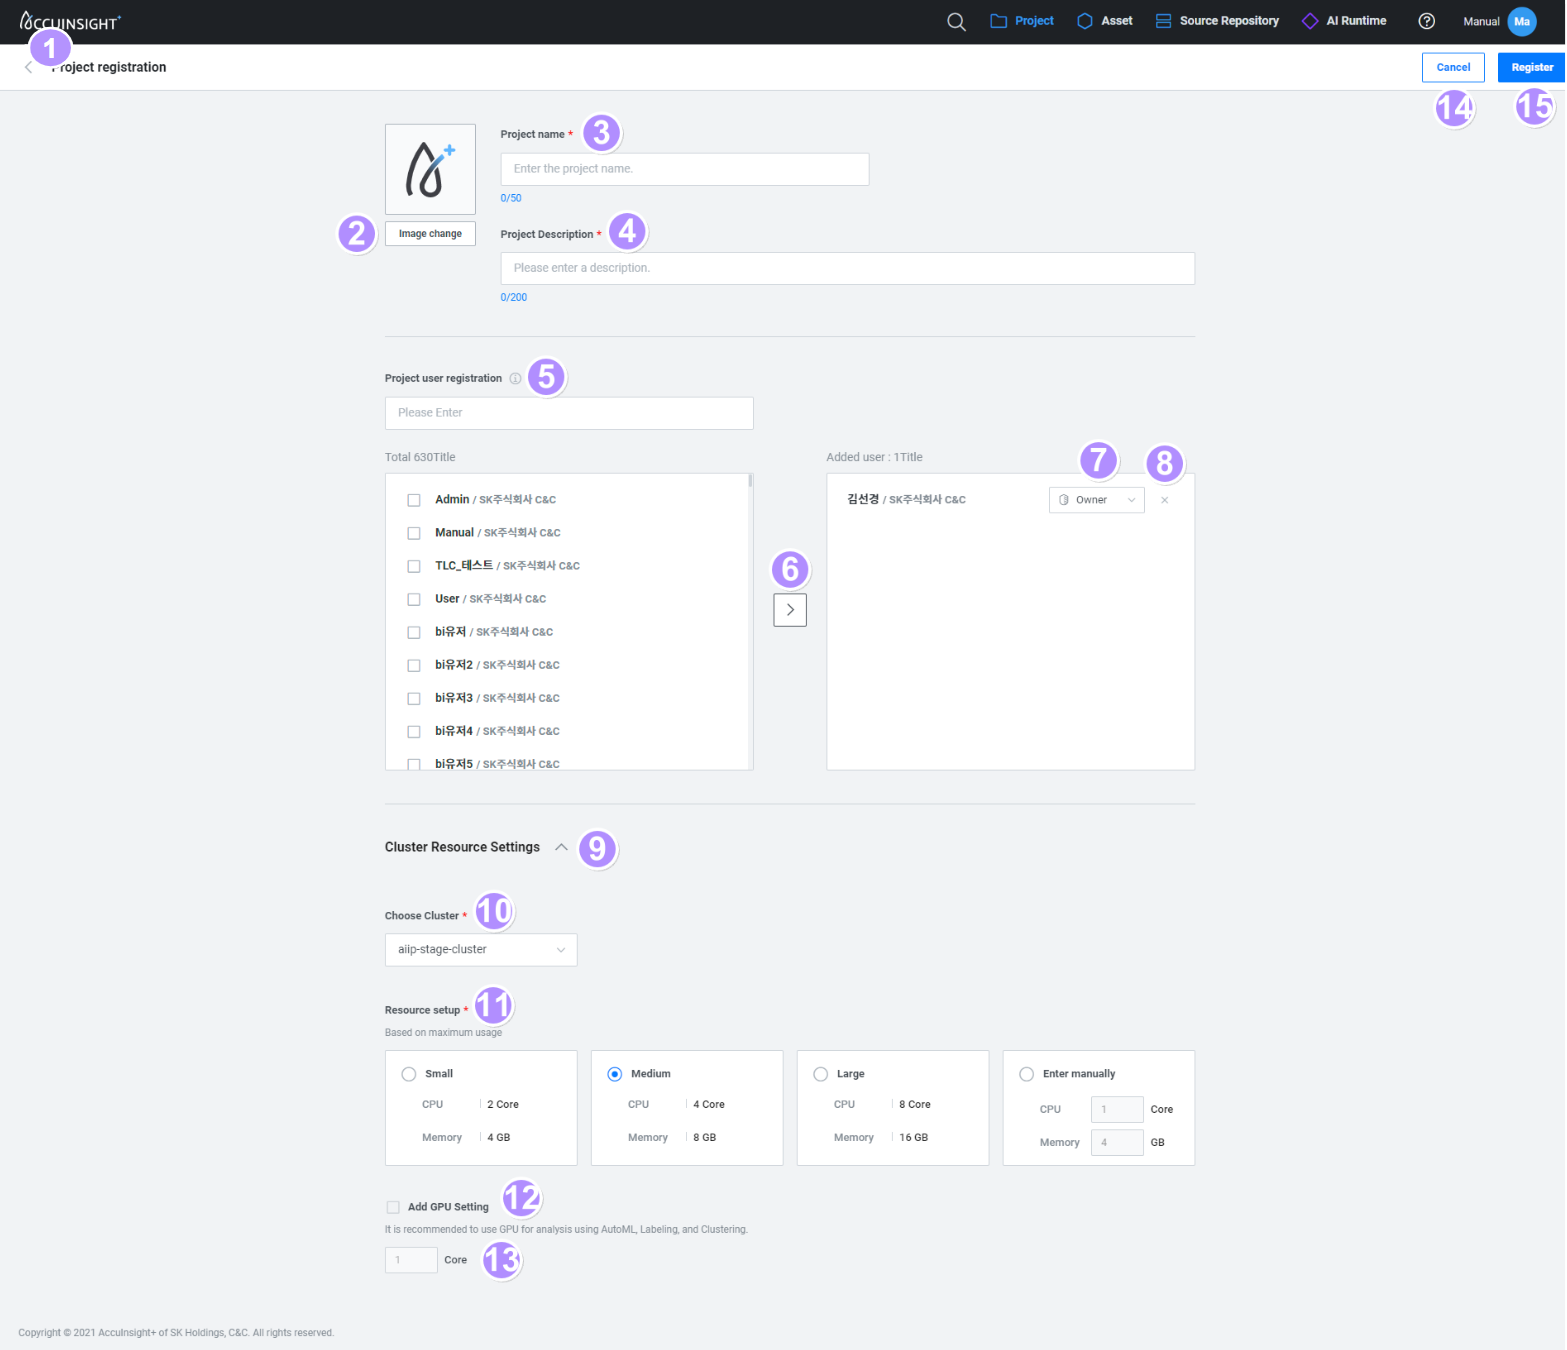 ACCUINSIGHT+
Project
Asset
Source Repository
AI Runtime
Manual
Ma
1
Project registration
Cancel
Register
14
15
Project name *
3
Enter the project name.
0/50
2
Image change
Project Description *
4
Please enter a description.
0/200
Project user registration
5
Please Enter
Total 630Title
Added user : 1Title
7
8
Admin / SK주식회사 C&C
Manual / SK주식회사 C&C
TLC_테스트 / SK주식회사 C&C
User / SK주식회사 C&C
bi유저 / SK주식회사 C&C
bi유저2 / SK주식회사 C&C
bi유저3 / SK주식회사 C&C
bi유저4 / SK주식회사 C&C
bi유저5 / SK주식회사 C&C
6
김선경 / SK주식회사 C&C
Owner
Cluster Resource Settings
9
Choose Cluster *
10
aiip-stage-cluster
Resource setup *
11
Based on maximum usage
Small
CPU 2 Core
Memory 4 GB
Medium
CPU 4 Core
Memory 8 GB
Large
CPU 8 Core
Memory 16 GB
Enter manually
CPU 1 Core
Memory 4 GB
Add GPU Setting
12
It is recommended to use GPU for analysis using AutoML, Labeling, and Clustering.
1 Core
13
Copyright © 2021 AccuInsight+ of SK Holdings, C&C. All rights reserved.